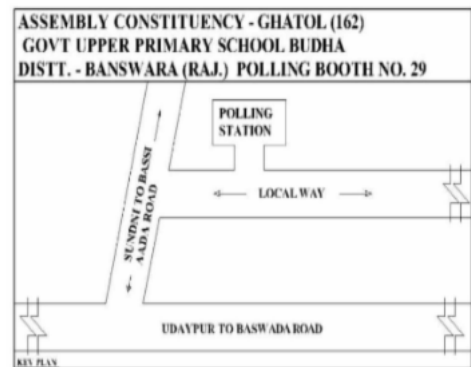 ASSEMBLY CONSTITUENCY - GHATOL (162)
GOVT UPPER PRIMARY SCHOOL BUDHA
DISTT. - BANSWARA (RAJ.) POLLING BOOTH NO. 29
POLLING
STATION
LOCAL WAY
SUNDNI TO BASSI
AADA ROAD
UDAYPUR TO BASWADA ROAD
KEY PLAN